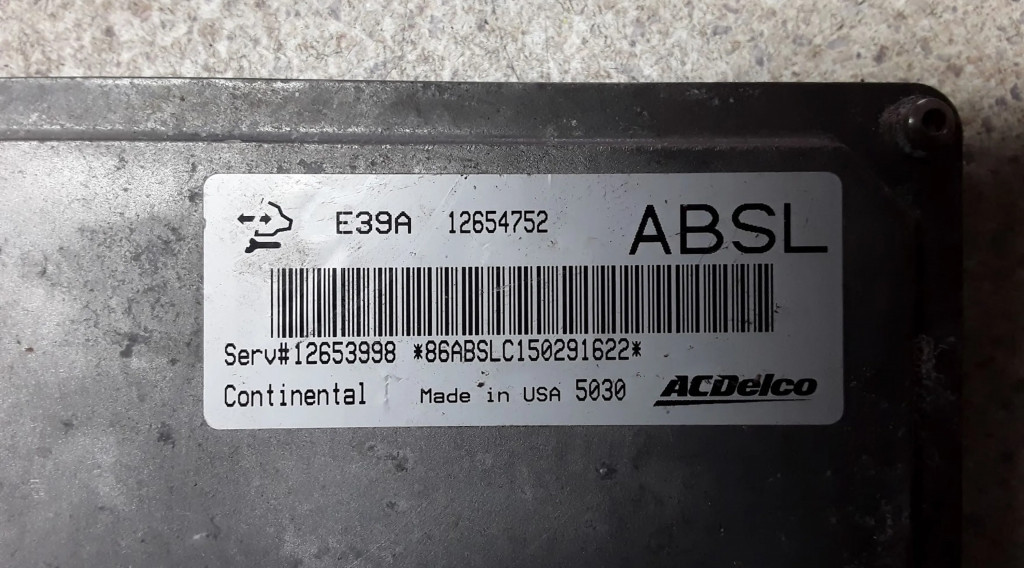 E39A 12654752 ABSL
Serv#12653998 *86ABSLC150291622*
Continental Made in USA 5030 ACDelco